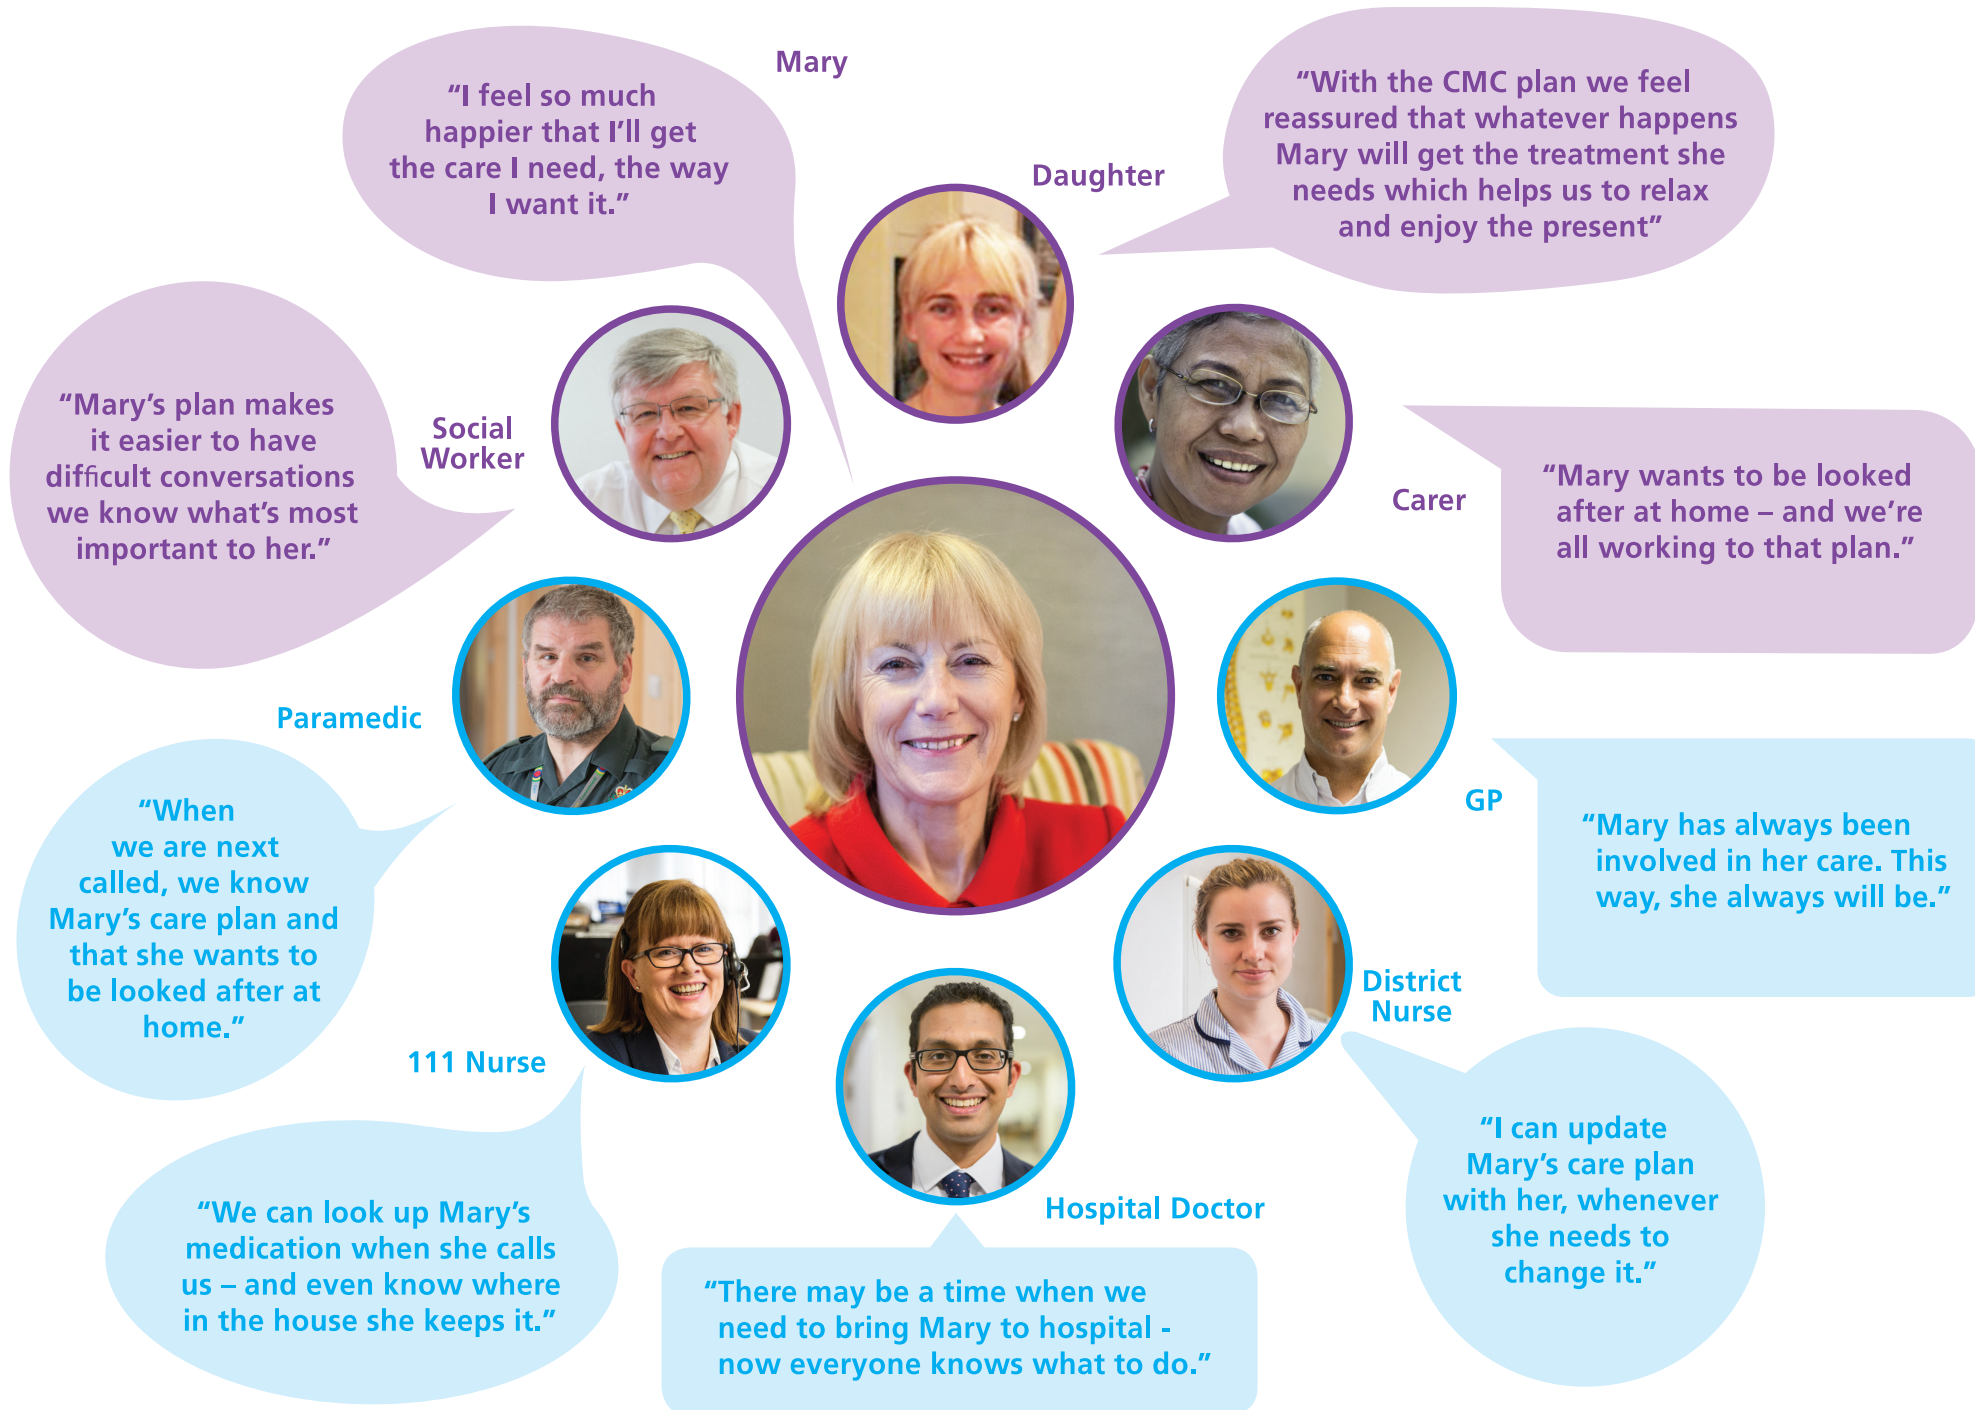 Mary
“I feel so much
happier that I’ll get
the care I need, the way
I want it.”
Daughter
“With the CMC plan we feel
reassured that whatever happens
Mary will get the treatment she
needs which helps us to relax
and enjoy the present”
Social
Worker
“Mary’s plan makes
it easier to have
difficult conversations
we know what’s most
important to her.”
Carer
“Mary wants to be looked
after at home – and we’re
all working to that plan.”
Paramedic
“When
we are next
called, we know
Mary’s care plan and
that she wants to
be looked after at
home.”
GP
“Mary has always been
involved in her care. This
way, she always will be.”
111 Nurse
“We can look up Mary’s
medication when she calls
us – and even know where
in the house she keeps it.”
Hospital Doctor
“There may be a time when we
need to bring Mary to hospital -
now everyone knows what to do.”
District
Nurse
“I can update
Mary’s care plan
with her, whenever
she needs to
change it.”